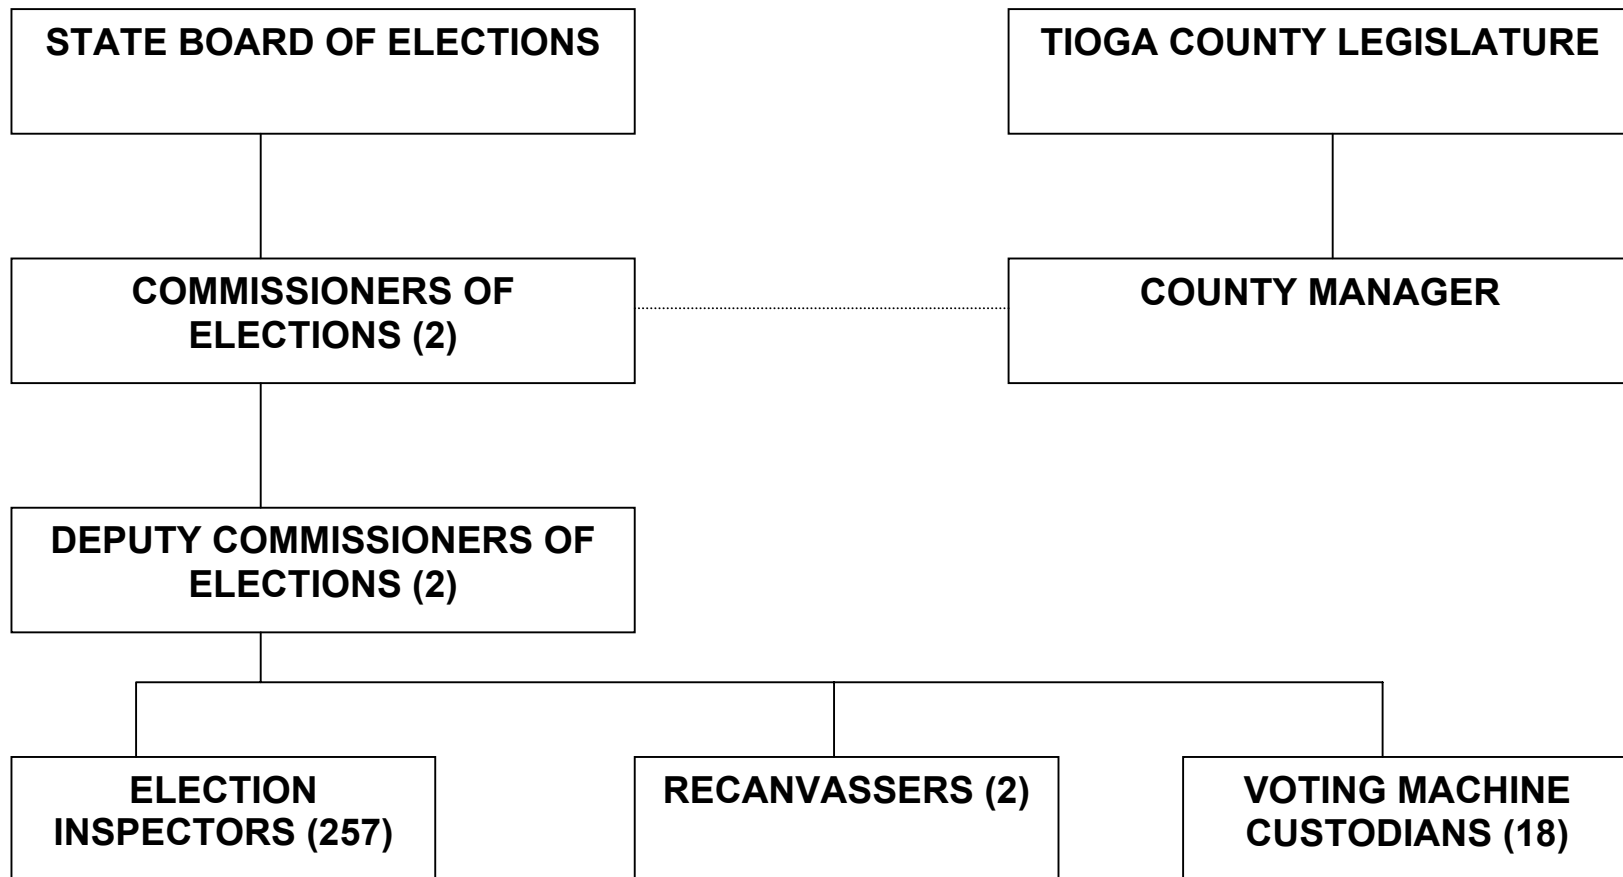 STATE BOARD OF ELECTIONS
TIOGA COUNTY LEGISLATURE
COMMISSIONERS OF
ELECTIONS (2)
COUNTY MANAGER
DEPUTY COMMISSIONERS OF
ELECTIONS (2)
ELECTION
INSPECTORS (257)
RECANVASSERS (2)
VOTING MACHINE
CUSTODIANS (18)